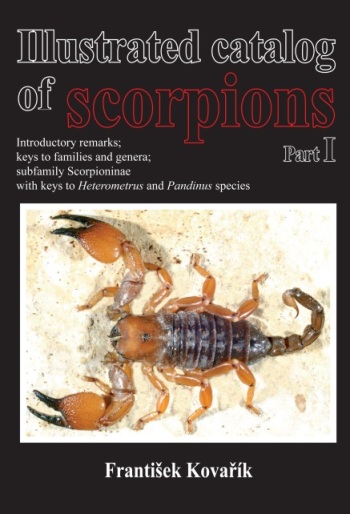 Illustrated catalog
of scorpions
Part I
Introductory remarks;
keys to families and genera;
subfamily Scorpioninae
with keys to Heterometrus and Pandinus species
František Kovařík